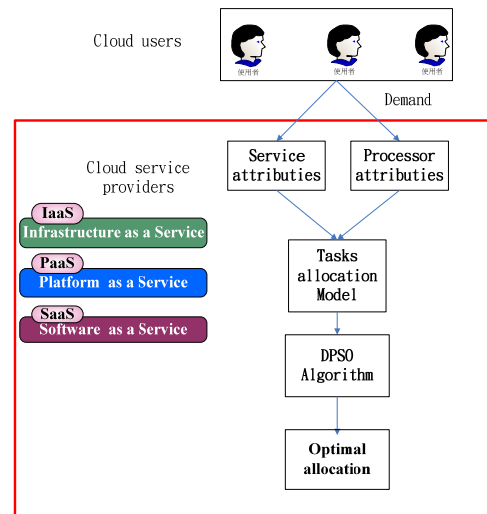 Cloud users
使用者
使用者
使用者
Demand
Cloud service
providers
Service
attributies
Processor
attributies
IaaS
Infrastructure as a Service
PaaS
Platform as a Service
SaaS
Software as a Service
Tasks
allocation
Model
DPSO
Algorithm
Optimal
allocation